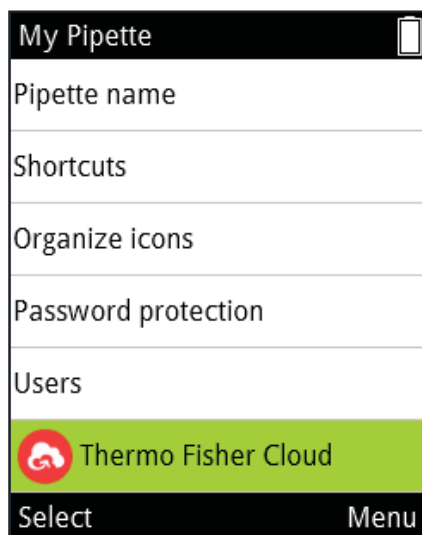 My Pipette
Pipette name
Shortcuts
Organize icons
Password protection
Users
Thermo Fisher Cloud
Select Menu